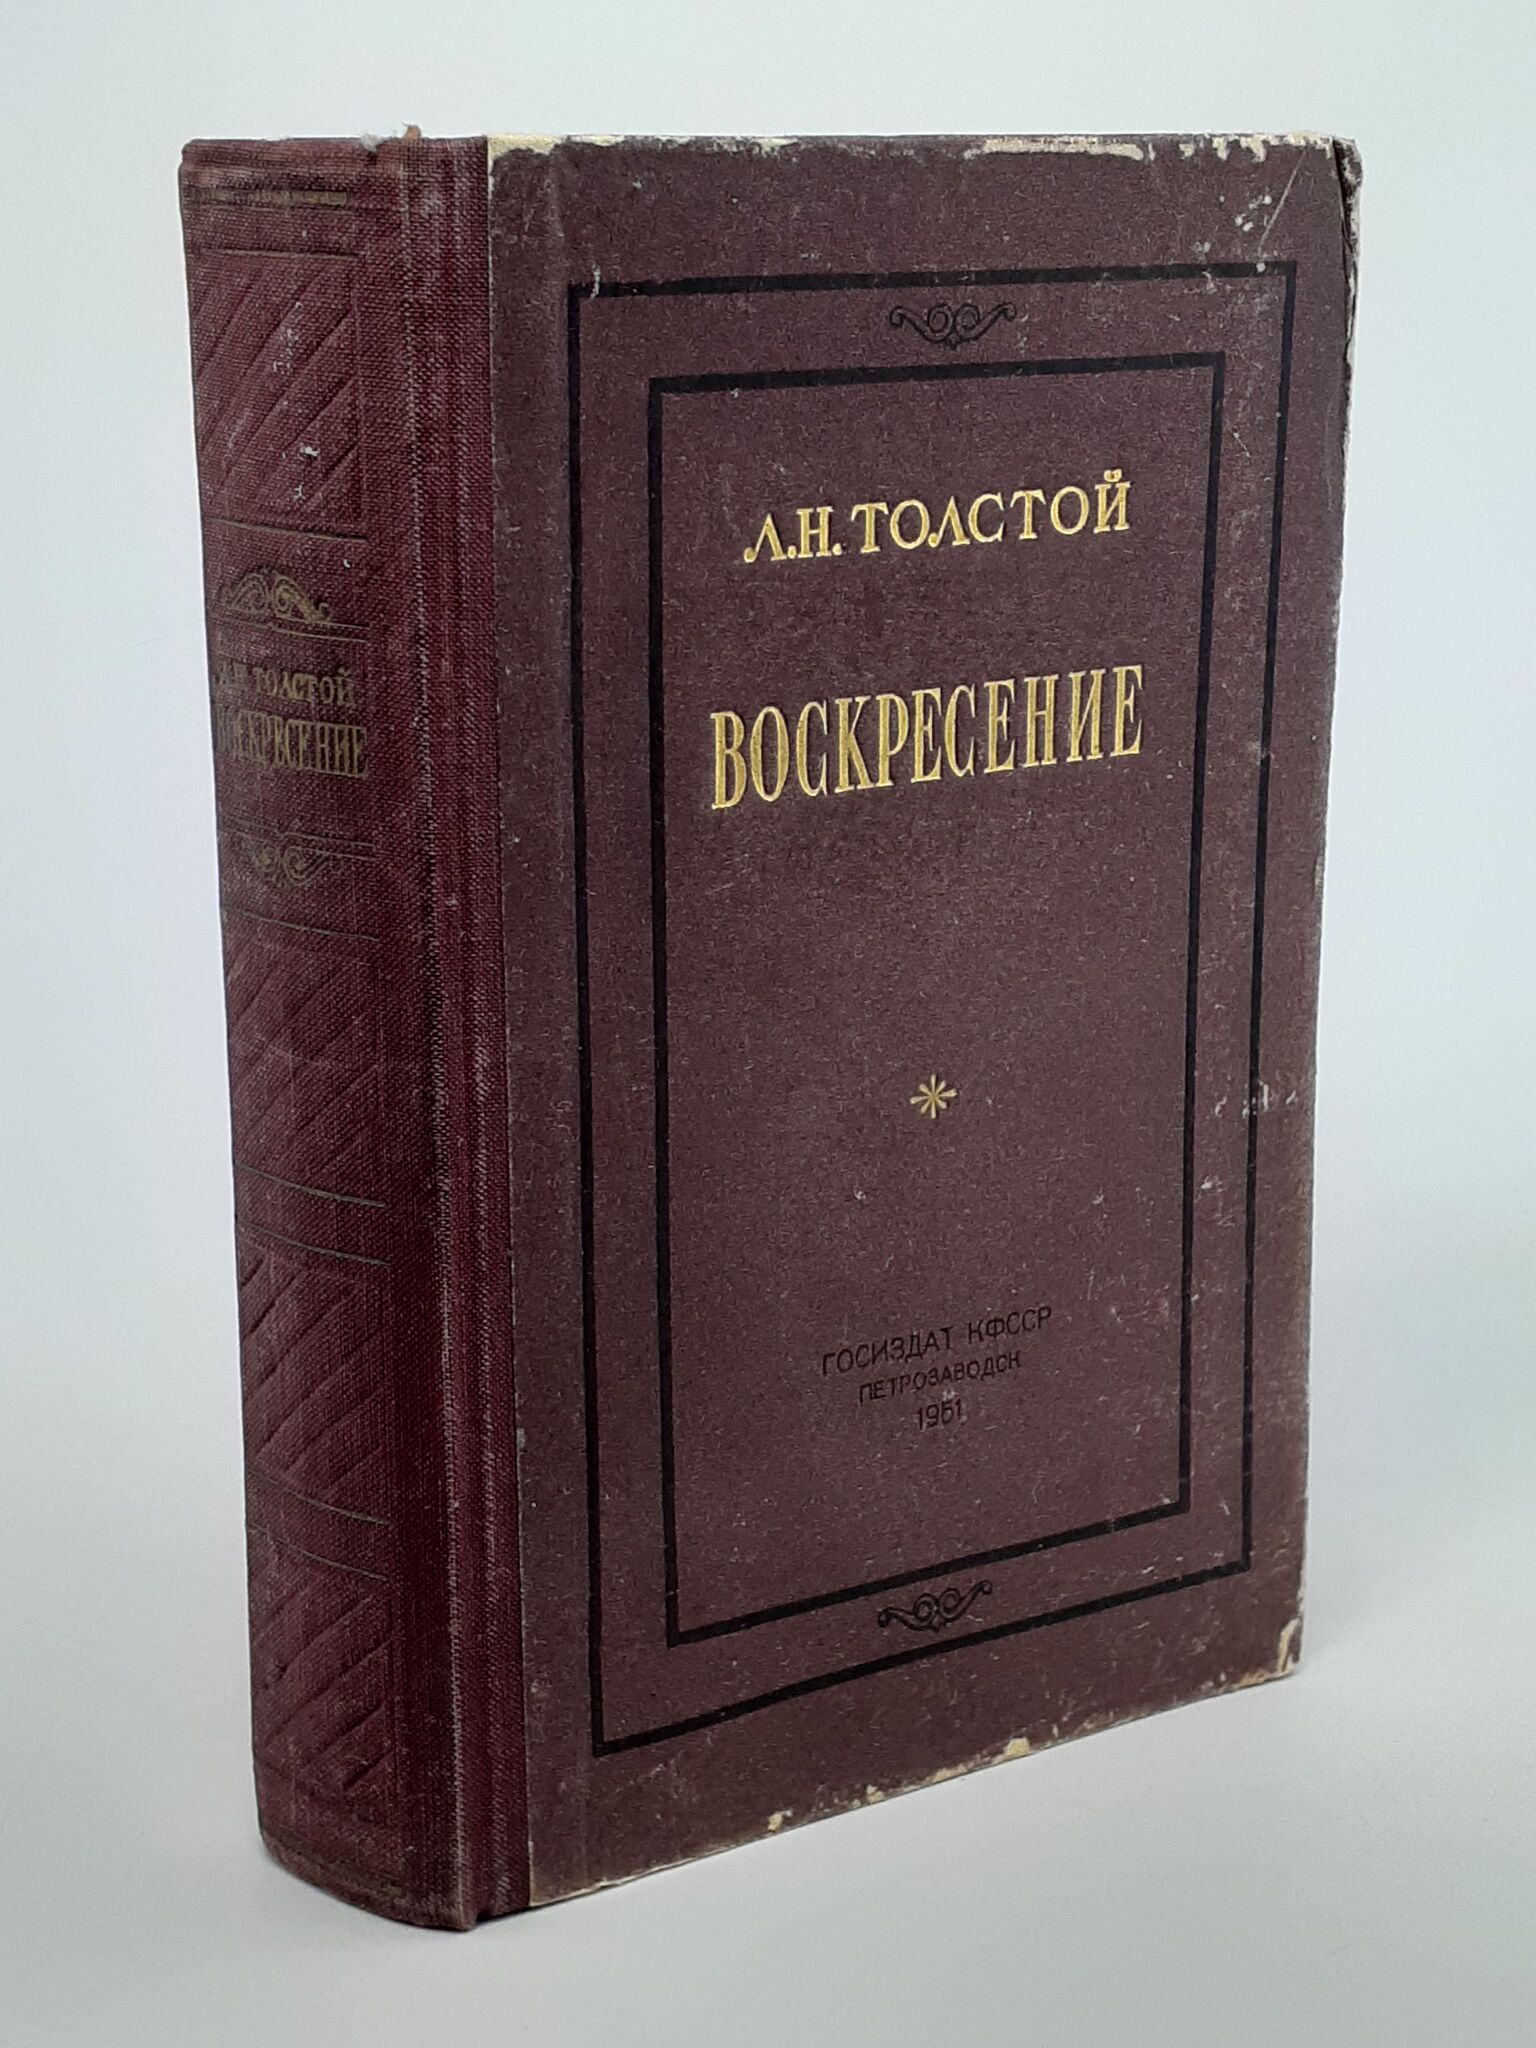 Л.Н. ТОЛСТОЙ
ВОСКРЕСЕНИЕ
Л.Н. ТОЛСТОЙ
ВОСКРЕСЕНИЕ
ГОСИЗДАТ КФССР
ПЕТРОЗАВОДСК
1951